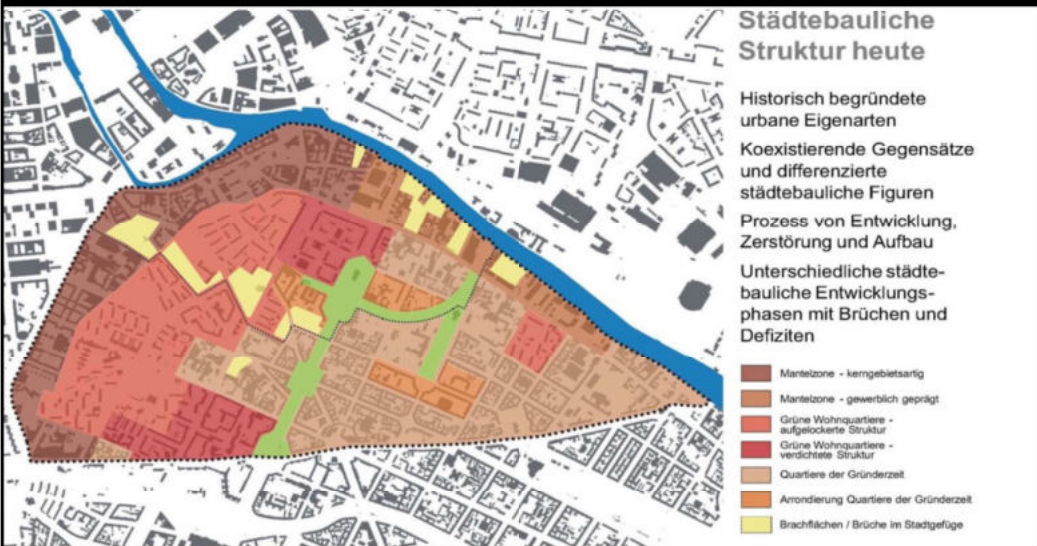 Städtebauliche
Struktur heute
Historisch begründete
urbane Eigenarten
Koexistierende Gegensätze
und differenzierte
städtebauliche Figuren
Prozess von Entwicklung,
Zerstörung und Aufbau
Unterschiedliche städte-
bauliche Entwicklungs-
phasen mit Brüchen und
Defiziten
Mantelzone - kerngebietsartig
Mantelzone - gewerblich geprägt
Grüne Wohnquartiere -
aufgelockerte Struktur
Grüne Wohnquartiere -
verdichtete Struktur
Quartiere der Gründerzeit
Arrondierung Quartiere der Gründerzeit
Brachflächen / Brüche im Stadtgefüge